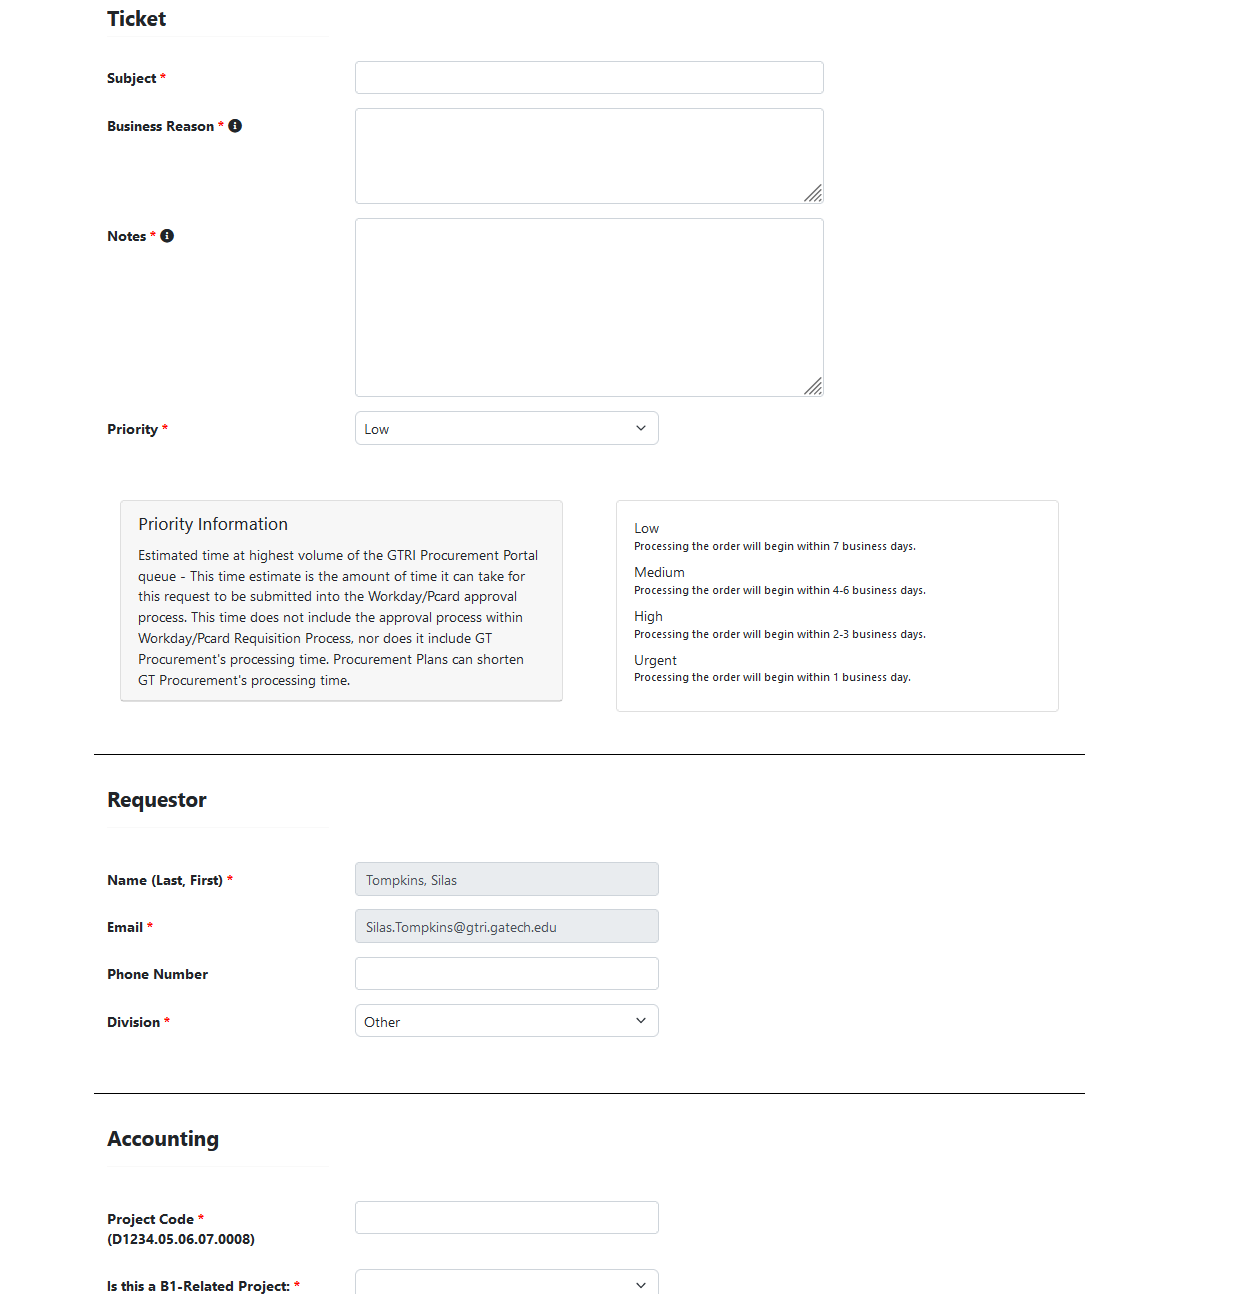 Ticket
Subject *
Business Reason *
Notes *
Priority *
Low
Priority Information
Estimated time at highest volume of the GTRI Procurement Portal
queue - This time estimate is the amount of time it can take for
this request to be submitted into the Workday/Pcard approval
process. This time does not include the approval process within
Workday/Pcard Requisition Process, nor does it include GT
Procurement's processing time. Procurement Plans can shorten
GT Procurement's processing time.
Low
Processing the order will begin within 7 business days.
Medium
Processing the order will begin within 4-6 business days.
High
Processing the order will begin within 2-3 business days.
Urgent
Processing the order will begin within 1 business day.
Requestor
Name (Last, First) *
Tompkins, Silas
Email *
Silas.Tompkins@gtri.gatech.edu
Phone Number
Division *
Other
Accounting
Project Code *
(D1234.05.06.07.0008)
Is this a B1-Related Project: *